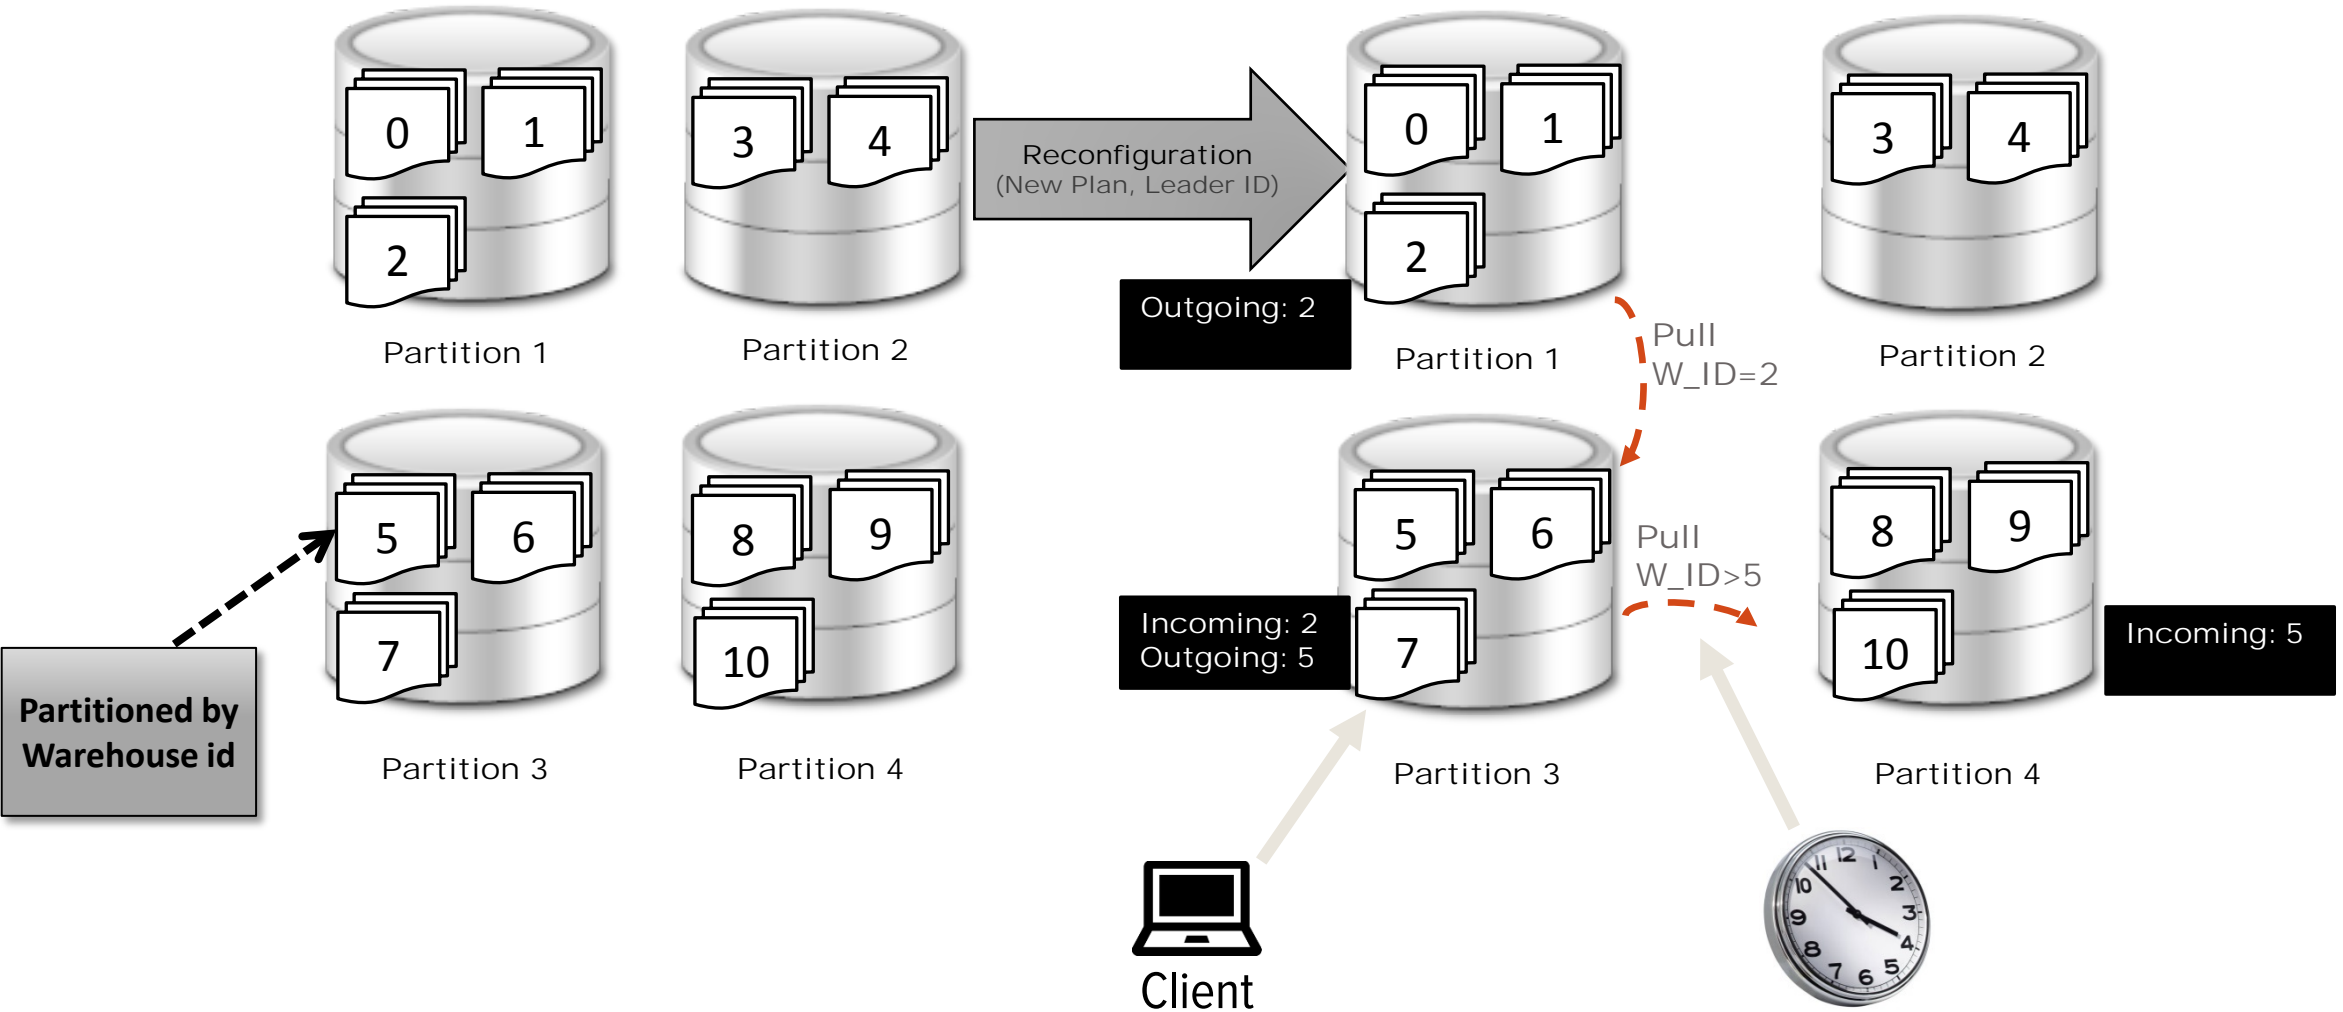 0
1
2
Partition 1
3
4
Partition 2
Reconfiguration
(New Plan, Leader ID)
0
1
2
Outgoing: 2
Partition 1
Pull
W_ID=2
3
4
Partition 2
5
6
7
Partition 3
8
9
10
Partition 4
Partitioned by
Warehouse id
5
6
7
Incoming: 2
Outgoing: 5
Partition 3
Pull
W_ID>5
8
9
10
Incoming: 5
Partition 4
Client
12
1
2
3
4
5
6
7
8
9
10
11